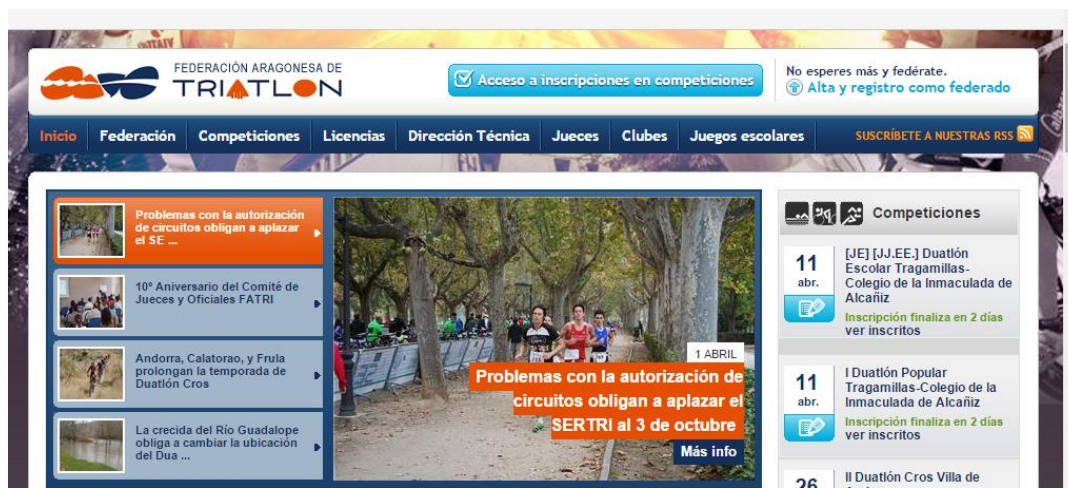 FEDERACIÓN ARAGONESA DE
TRIATLON
Acceso a inscripciones en competiciones
No esperes más y fedérate.
Alta y registro como federado
Inicio Federación Competiciones Licencias Dirección Técnica Jueces Clubes Juegos escolares SUSCRÍBETE A NUESTRAS RSS
Problemas con la autorización
de circuitos obligan a aplazar
el SE ...
10º Aniversario del Comité de
Jueces y Oficiales FATRI
Andorra, Calatorao, y Frula
prolongan la temporada de
Duatlón Cros
La crecida del Río Guadalope
obliga a cambiar la ubicación
del Dua ...
1 ABRIL
Problemas con la autorización de
circuitos obligan a aplazar el
SERTRI al 3 de octubre
Más info
Competiciones
11
abr.
[JE] [JJ.EE.] Duatlón
Escolar Tragamillas-
Colegio de la Inmaculada de
Alcañiz
Inscripción finaliza en 2 días
ver inscritos
11
abr.
I Duatlón Popular
Tragamillas-Colegio de la
Inmaculada de Alcañiz
Inscripción finaliza en 2 días
ver inscritos
26
II Duatlón Cros Villa de